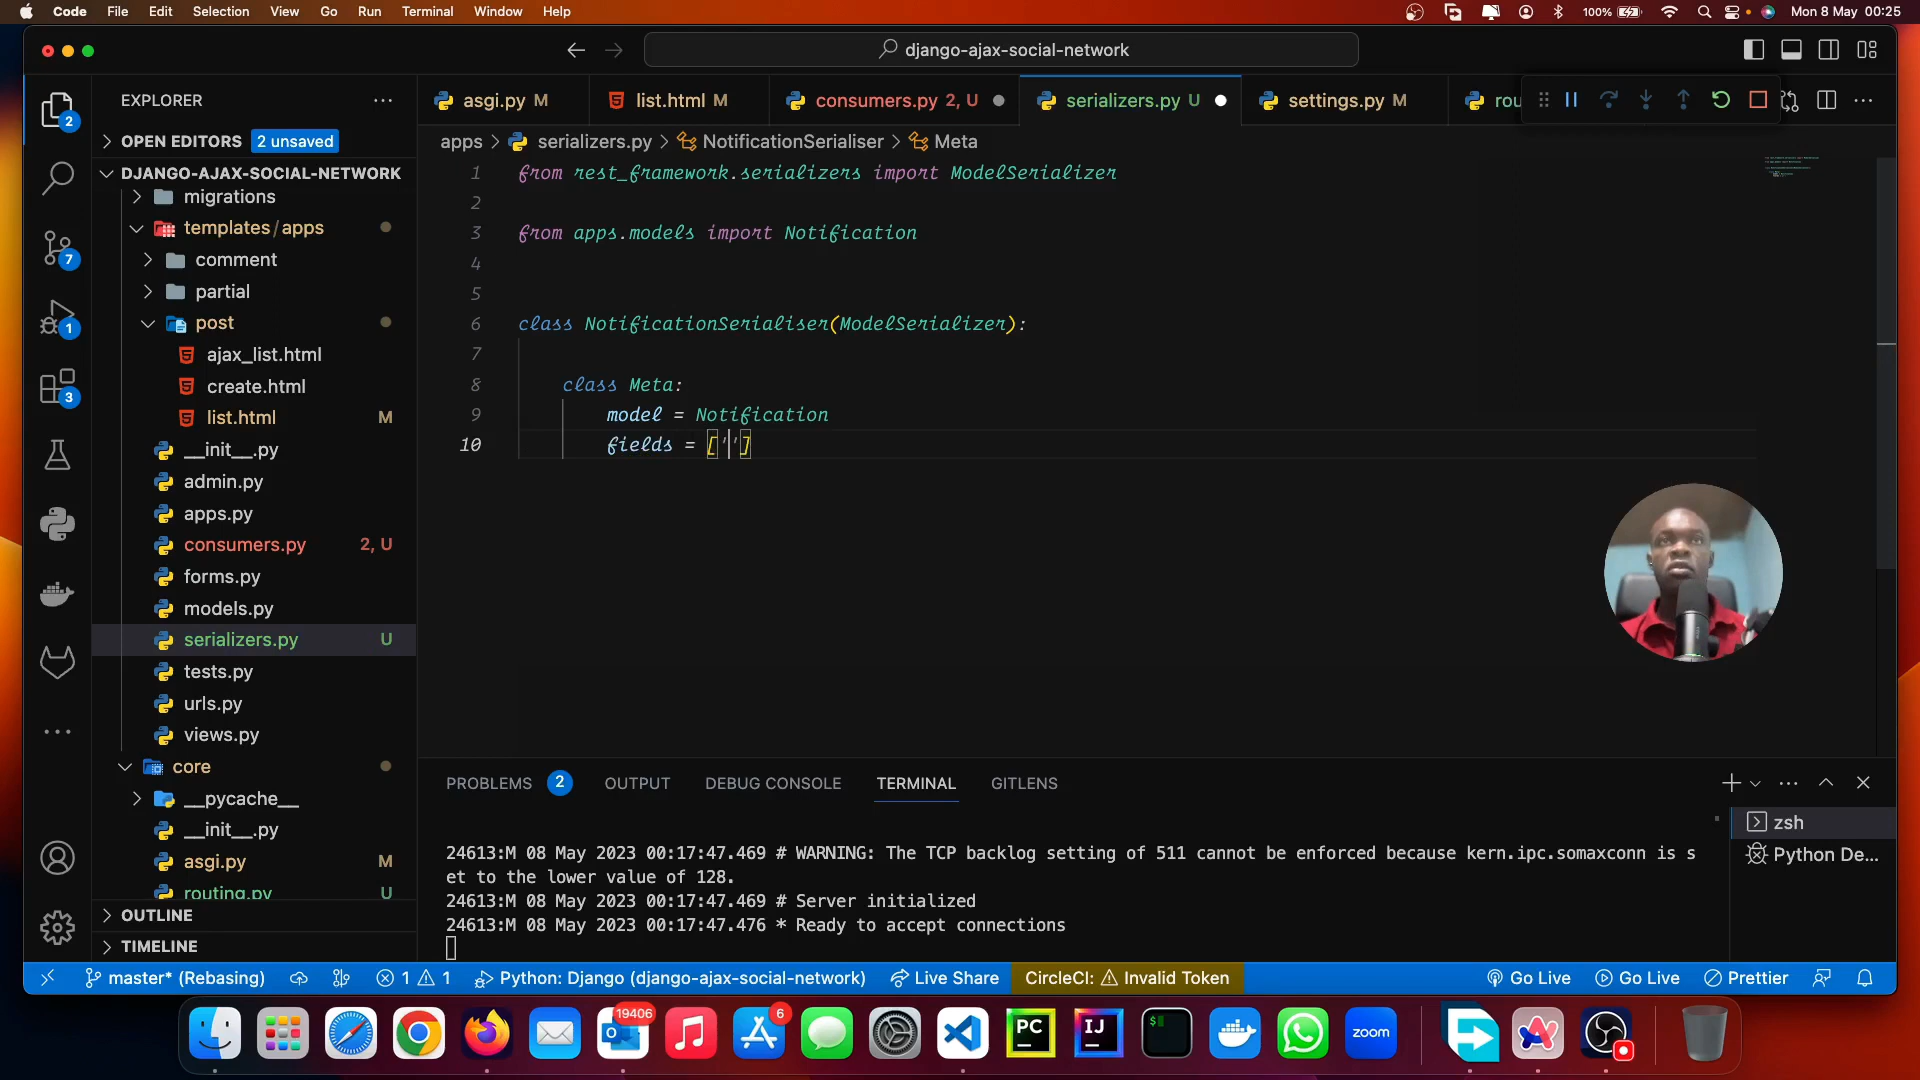 Code File Edit Selection View Go Run Terminal Window Help 100% Mon 8 May 00:25
django-ajax-social-network
EXPLORER
asgi.py M list.html M consumers.py 2, U serializers.py U settings.py M rou
OPEN EDITORS 2 unsaved
apps > serializers.py > NotificationSerialiser > Meta
DJANGO-AJAX-SOCIAL-NETWORK
migrations
templates/apps
comment
partial
post
ajax_list.html
create.html
list.html M
__init__.py
admin.py
apps.py
consumers.py 2, U
forms.py
models.py
serializers.py U
tests.py
urls.py
views.py
core
__pycache__
__init__.py
asgi.py M
routing.py U
OUTLINE
TIMELINE
2
7
1
3
1 from rest_framework.serializers import ModelSerializer
2
3 from apps.models import Notification
4
5
6 class NotificationSerialiser(ModelSerializer):
7
8 class Meta:
9 model = Notification
10 fields = ['']
PROBLEMS 2 OUTPUT DEBUG CONSOLE TERMINAL GITLENS
zsh
Python De...
24613:M 08 May 2023 00:17:47.469 # WARNING: The TCP backlog setting of 511 cannot be enforced because kern.ipc.somaxconn is s
et to the lower value of 128.
24613:M 08 May 2023 00:17:47.469 # Server initialized
24613:M 08 May 2023 00:17:47.476 * Ready to accept connections
master* (Rebasing) 1 1 Python: Django (django-ajax-social-network) Live Share CircleCI: Invalid Token Go Live Go Live Prettier
19406 6 PC IJ $ zoom